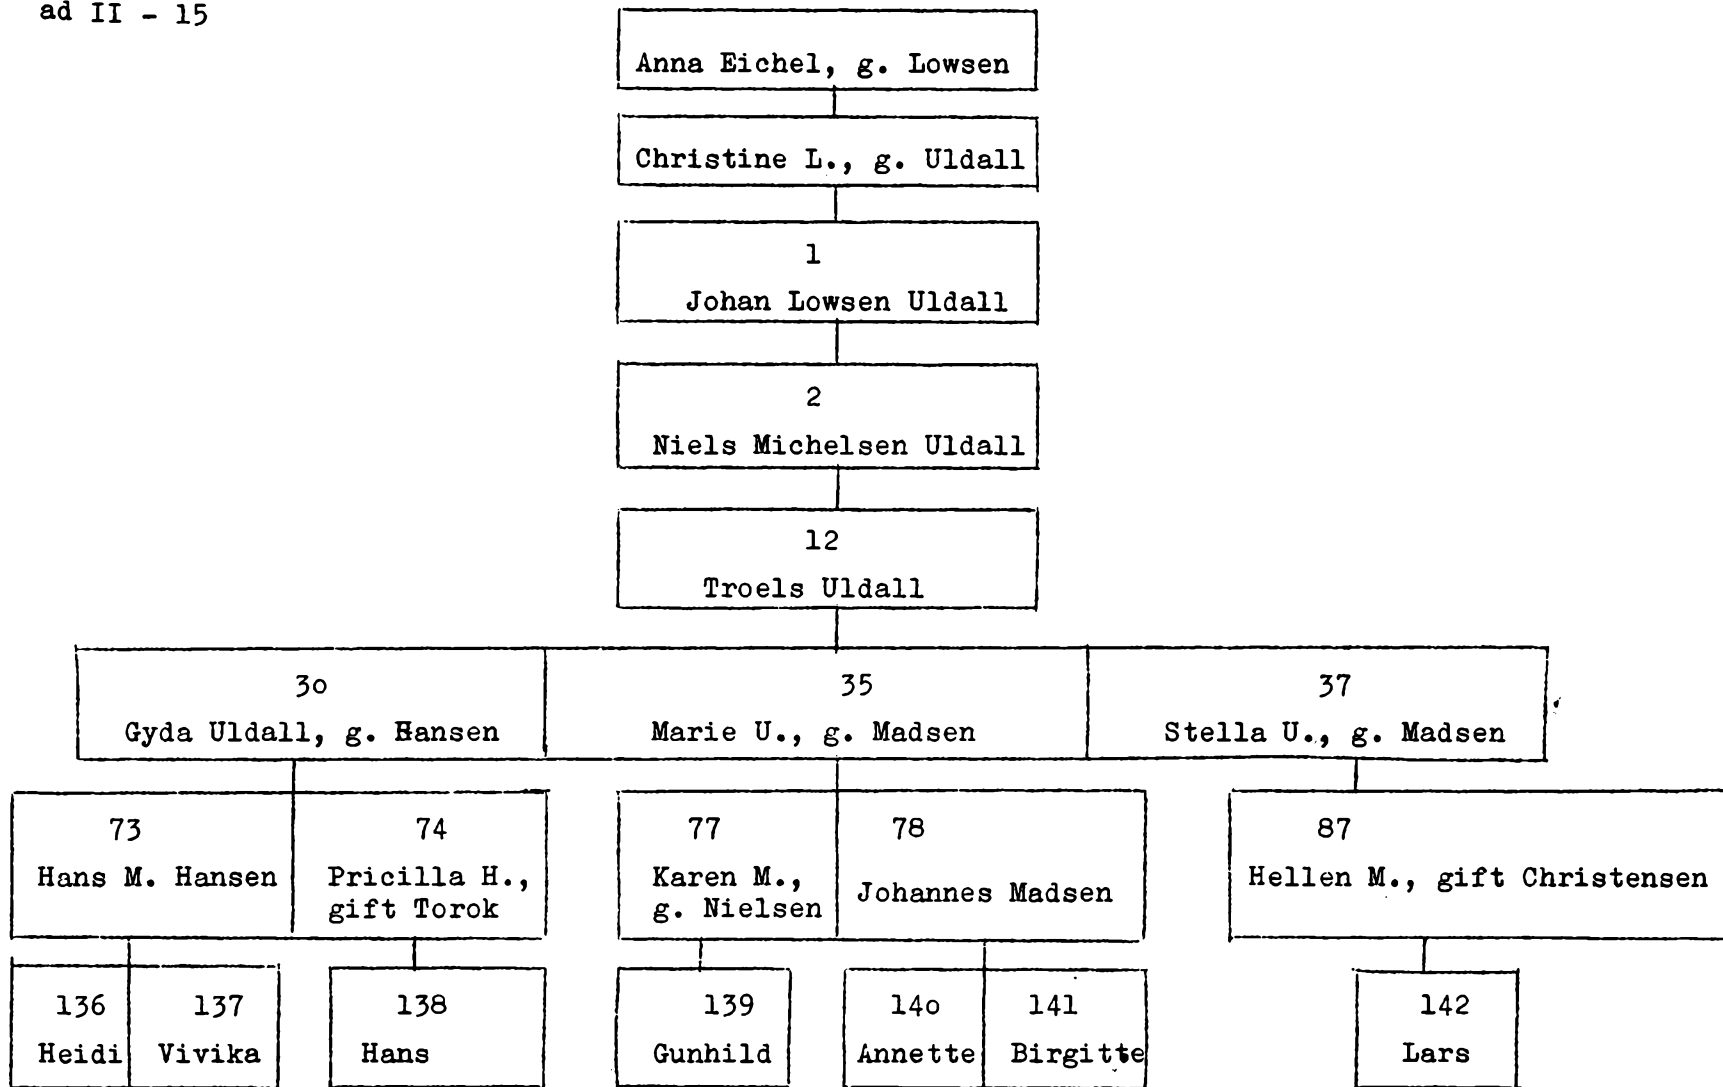 ad II - 15
Anna Eichel, g. Lowsen
Christine L., g. Uldall
1
Johan Lowsen Uldall
2
Niels Michelsen Uldall
12
Troels Uldall
3o
Gyda Uldall, g. Hansen
35
Marie U., g. Madsen
37
Stella U., g. Madsen
73
Hans M. Hansen
74
Pricilla H.,
gift Torok
77
Karen M.,
g. Nielsen
78
Johannes Madsen
87
Hellen M., gift Christensen
136
Heidi
137
Vivika
138
Hans
139
Gunhild
14o
Annette
141
Birgitte
142
Lars